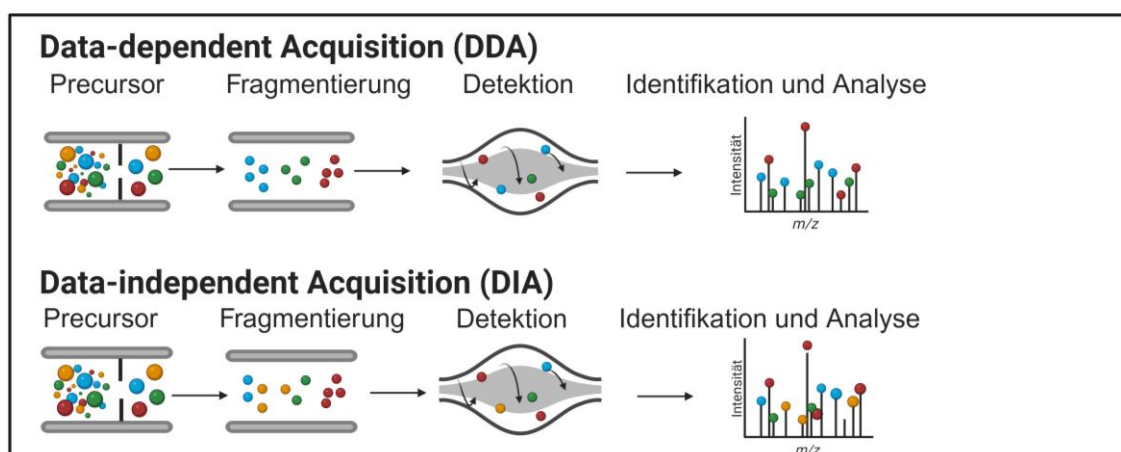 Data-dependent Acquisition (DDA)
Precursor Fragmentierung Detektion Identifikation und Analyse
Intensität
m/z
Data-independent Acquisition (DIA)
Precursor Fragmentierung Detektion Identifikation und Analyse
Intensität
m/z